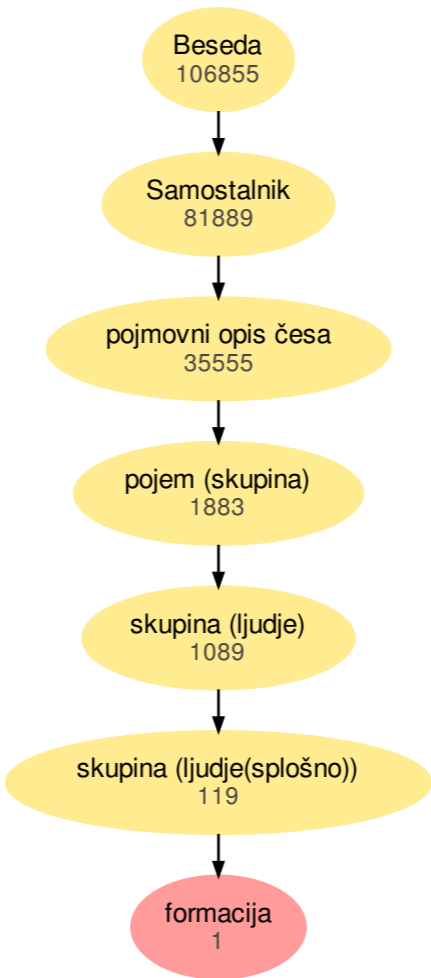 Beseda
106855
Samostalnik
81889
pojmovni opis česa
35555
pojem (skupina)
1883
skupina (ljudje)
1089
skupina (ljudje(splošno))
119
formacija
1